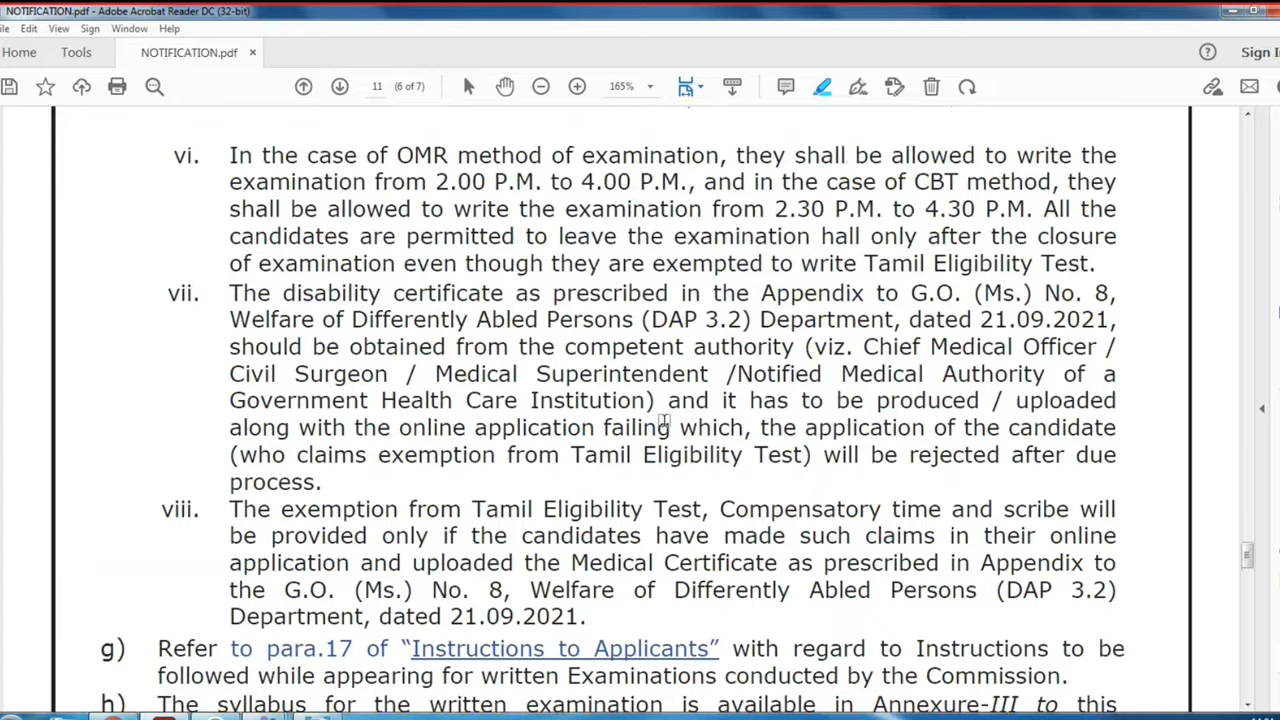 NOTIFICATION.pdf - Adobe Acrobat Reader DC (32-bit)
File Edit View Sign Window Help
Home Tools NOTIFICATION.pdf × ? Sign In
11 (6 of 7) 165%
vi. In the case of OMR method of examination, they shall be allowed to write the
examination from 2.00 P.M. to 4.00 P.M., and in the case of CBT method, they
shall be allowed to write the examination from 2.30 P.M. to 4.30 P.M. All the
candidates are permitted to leave the examination hall only after the closure
of examination even though they are exempted to write Tamil Eligibility Test.
vii. The disability certificate as prescribed in the Appendix to G.O. (Ms.) No. 8,
Welfare of Differently Abled Persons (DAP 3.2) Department, dated 21.09.2021,
should be obtained from the competent authority (viz. Chief Medical Officer /
Civil Surgeon / Medical Superintendent /Notified Medical Authority of a
Government Health Care Institution) and it has to be produced / uploaded
along with the online application failing which, the application of the candidate
(who claims exemption from Tamil Eligibility Test) will be rejected after due
process.
viii. The exemption from Tamil Eligibility Test, Compensatory time and scribe will
be provided only if the candidates have made such claims in their online
application and uploaded the Medical Certificate as prescribed in Appendix to
the G.O. (Ms.) No. 8, Welfare of Differently Abled Persons (DAP 3.2)
Department, dated 21.09.2021.
g) Refer to para.17 of “Instructions to Applicants” with regard to Instructions to be
followed while appearing for written Examinations conducted by the Commission.
h) The syllabus for the written examination is available in Annexure-III to this